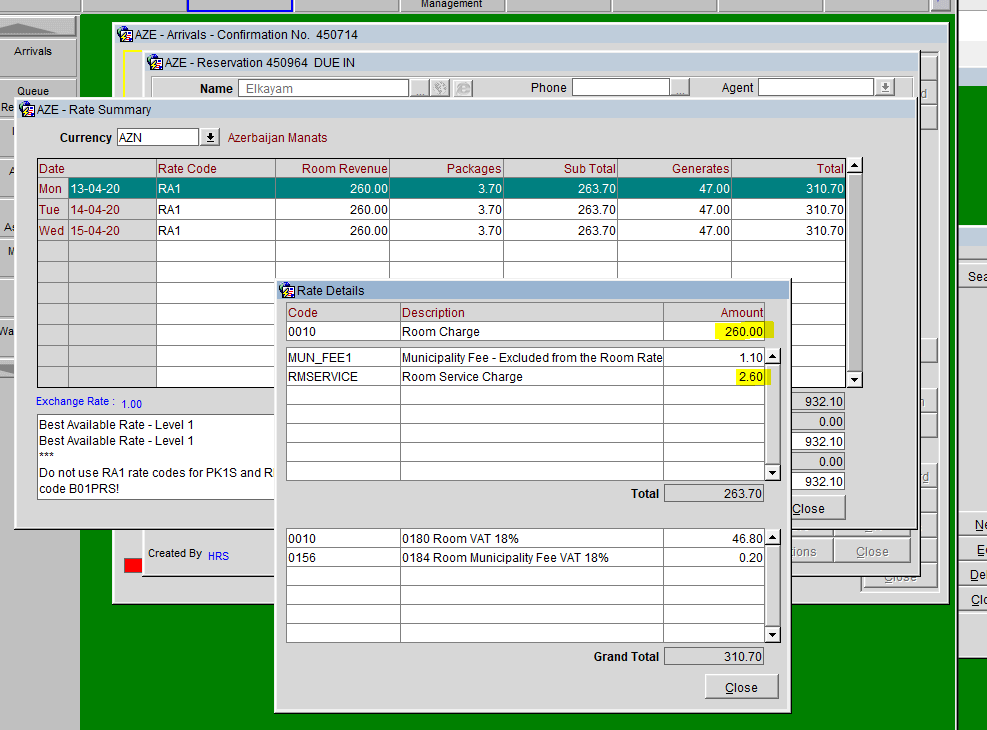 Management
Arrivals
Queue
AZE - Arrivals - Confirmation No. 450714
AZE - Reservation 450964 DUE IN
Name Elkayam ... Phone ... Agent
AZE - Rate Summary
Currency AZN Azerbaijan Manats
Date Rate Code Room Revenue Packages Sub Total Generates Total
Mon 13-04-20 RA1 260.00 3.70 263.70 47.00 310.70
Tue 14-04-20 RA1 260.00 3.70 263.70 47.00 310.70
Wed 15-04-20 RA1 260.00 3.70 263.70 47.00 310.70
Exchange Rate : 1.00
Best Available Rate - Level 1
Best Available Rate - Level 1
***
Do not use RA1 rate codes for PK1S and R
code B01PRS!
932.10
0.00
932.10
0.00
932.10
Close
Created By HRS
tions Close
Close
Rate Details
Code Description Amount
0010 Room Charge 260.00
MUN_FEE1 Municipality Fee - Excluded from the Room Rate 1.10
RMSERVICE Room Service Charge 2.60
Total 263.70
0010 0180 Room VAT 18% 46.80
0156 0184 Room Municipality Fee VAT 18% 0.20
Grand Total 310.70
Close
Sea
Ne
E
Del
Clo